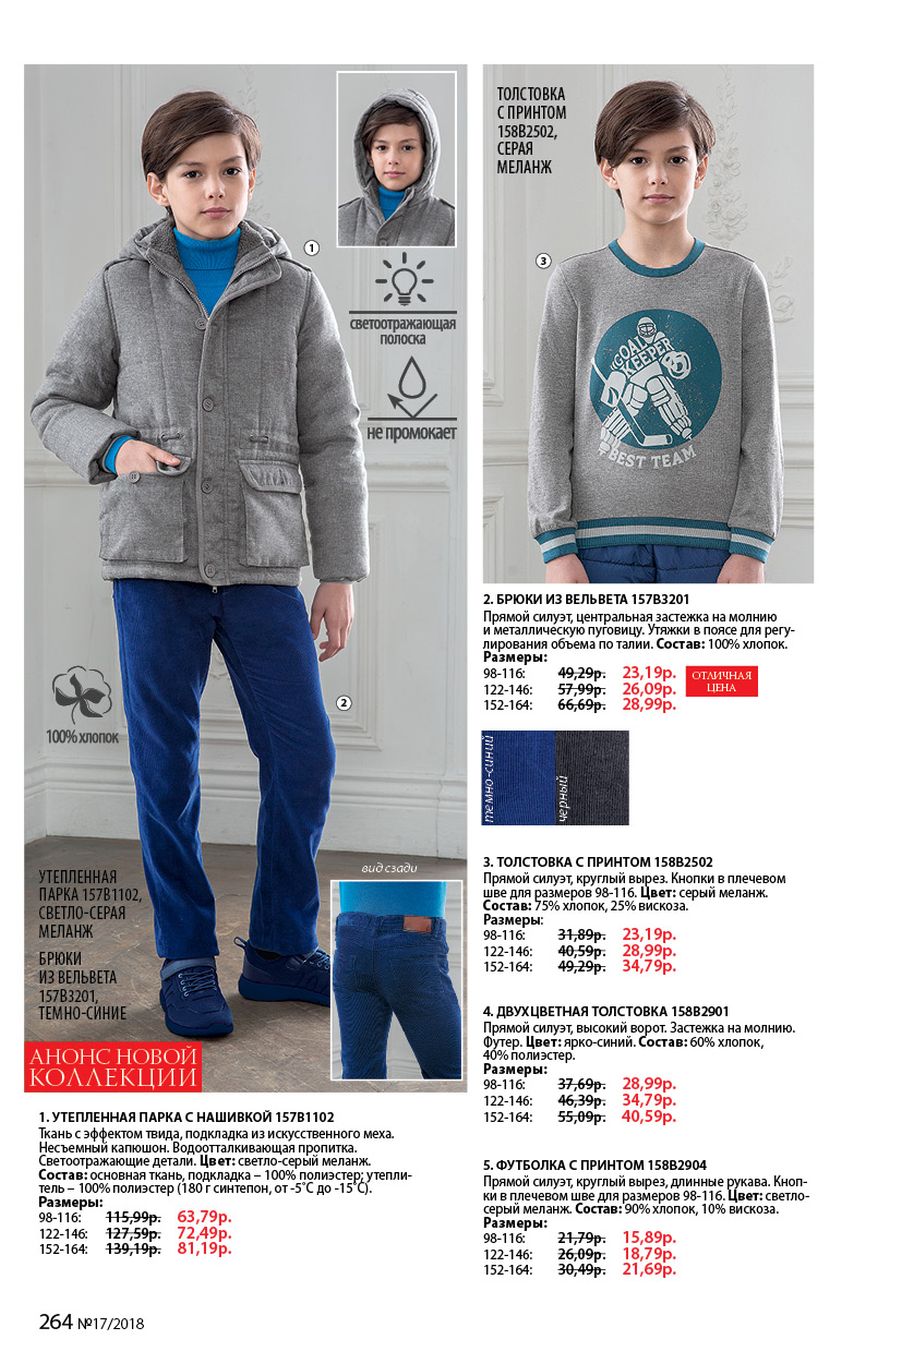 1
светоотражающая
полоска
не промокает
100% хлопок
2
УТЕПЛЕННАЯ
ПАРКА 157В1102,
СВЕТЛО-СЕРАЯ
МЕЛАНЖ
БРЮКИ
ИЗ ВЕЛЬВЕТА
157В3201,
ТЕМНО-СИНИЕ
вид сзади
АНОНС НОВОЙ
КОЛЛЕКЦИИ
1. УТЕПЛЕННАЯ ПАРКА С НАШИВКОЙ 157В1102
Ткань с эффектом твида, подкладка из искусственного меха.
Несъемный капюшон. Водоотталкивающая пропитка.
Светоотражающие детали. Цвет: светло-серый меланж.
Состав: основная ткань, подкладка – 100% полиэстер; утепли-
тель – 100% полиэстер (180 г синтепон, от -5˚С до -15˚С).
Размеры:
98-116: 115,99р. 63,79р.
122-146: 127,59р. 72,49р.
152-164: 139,19р. 81,19р.
ТОЛСТОВКА
С ПРИНТОМ
158В2502,
СЕРАЯ
МЕЛАНЖ
3
GOAL
KEEPER
BEST TEAM
2. БРЮКИ ИЗ ВЕЛЬВЕТА 157В3201
Прямой силуэт, центральная застежка на молнию
и металлическую пуговицу. Утяжки в поясе для регу-
лирования объема по талии. Состав: 100% хлопок.
Размеры:
98-116: 49,29р. 23,19р.
122-146: 57,99р. 26,09р.
152-164: 66,69р. 28,99р.
ОТЛИЧНАЯ
ЦЕНА
темно-синий
черный
3. ТОЛСТОВКА С ПРИНТОМ 158В2502
Прямой силуэт, круглый вырез. Кнопки в плечевом
шве для размеров 98-116. Цвет: серый меланж.
Состав: 75% хлопок, 25% вискоза.
Размеры:
98-116: 31,89р. 23,19р.
122-146: 40,59р. 28,99р.
152-164: 49,29р. 34,79р.
4. ДВУХЦВЕТНАЯ ТОЛСТОВКА 158В2901
Прямой силуэт, высокий ворот. Застежка на молнию.
Футер. Цвет: ярко-синий. Состав: 60% хлопок,
40% полиэстер.
Размеры:
98-116: 37,69р. 28,99р.
122-146: 46,39р. 34,79р.
152-164: 55,09р. 40,59р.
5. ФУТБОЛКА С ПРИНТОМ 158В2904
Прямой силуэт, круглый вырез, длинные рукава. Кноп-
ки в плечевом шве для размеров 98-116. Цвет: светло-
серый меланж. Состав: 90% хлопок, 10% вискоза.
Размеры:
98-116: 21,79р. 15,89р.
122-146: 26,09р. 18,79р.
152-164: 30,49р. 21,69р.
264 №17/2018